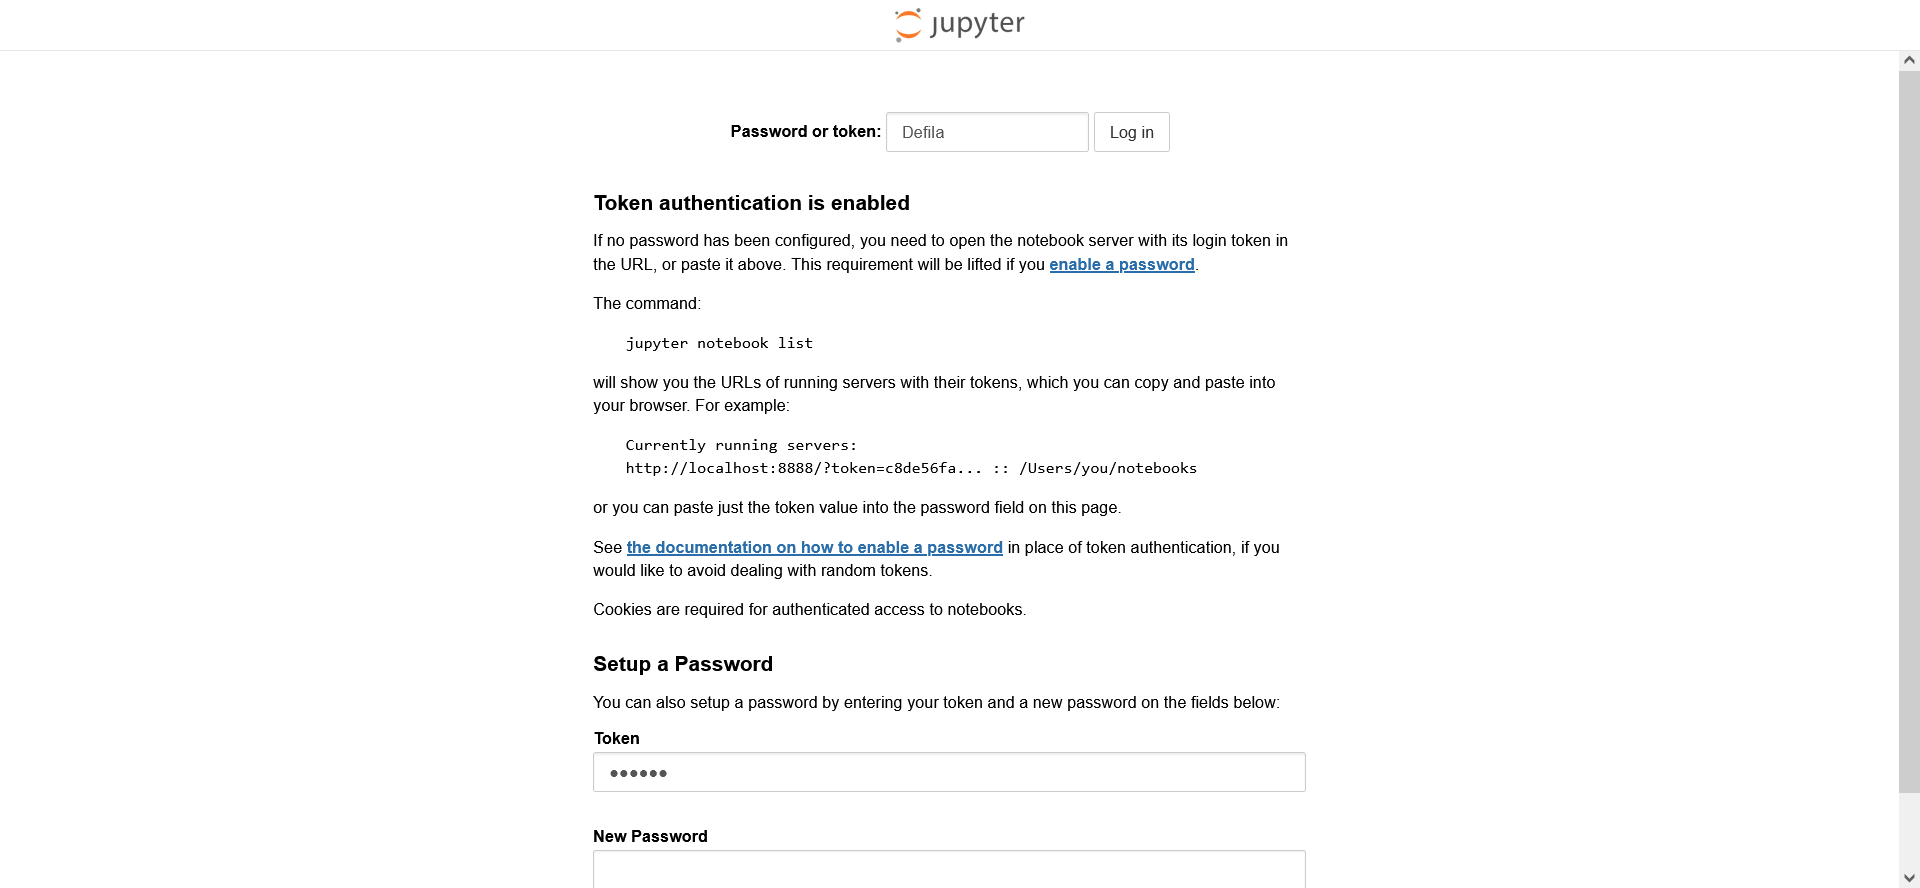 jupyter
Password or token: Defila Log in
Token authentication is enabled
If no password has been configured, you need to open the notebook server with its login token in
the URL, or paste it above. This requirement will be lifted if you enable a password.
The command:
jupyter notebook list
will show you the URLs of running servers with their tokens, which you can copy and paste into
your browser. For example:
Currently running servers:
http://localhost:8888/?token=c8de56fa... :: /Users/you/notebooks
or you can paste just the token value into the password field on this page.
See the documentation on how to enable a password in place of token authentication, if you
would like to avoid dealing with random tokens.
Cookies are required for authenticated access to notebooks.
Setup a Password
You can also setup a password by entering your token and a new password on the fields below:
Token
●●●●●●
New Password